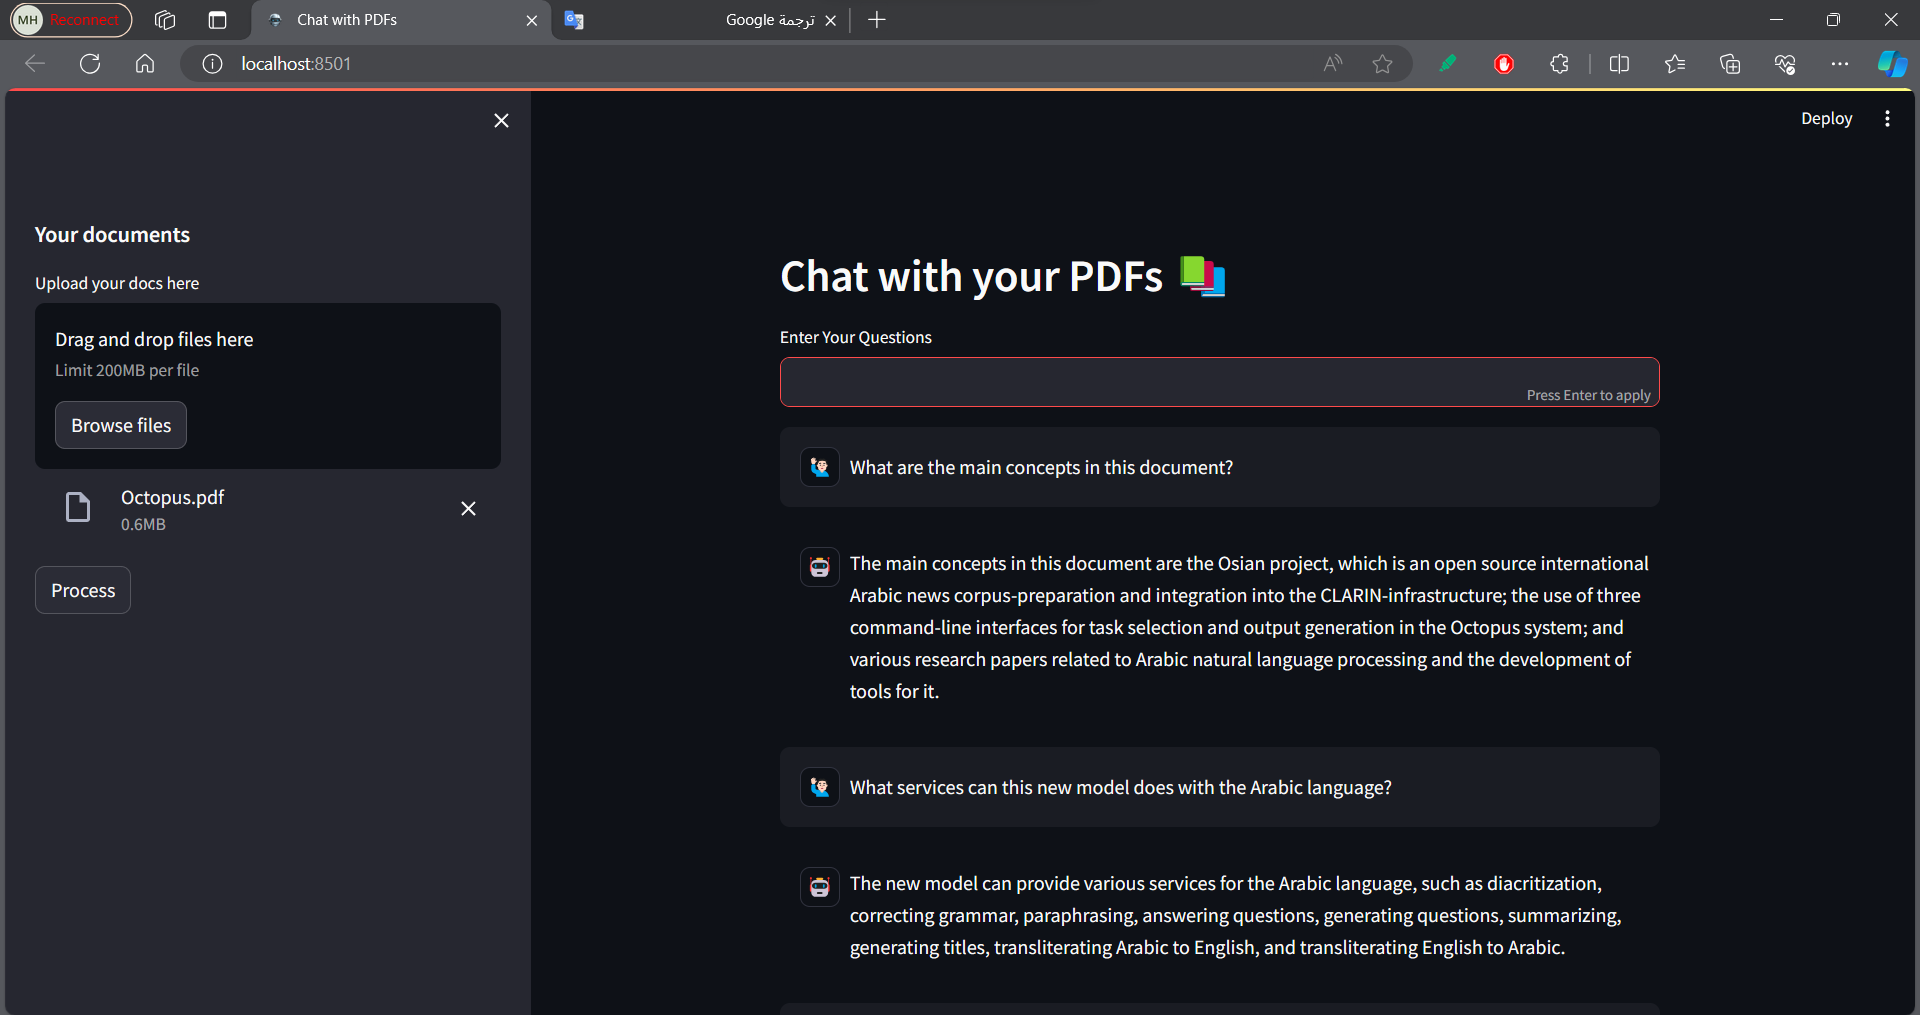 MH Reconnect
Chat with PDFs
ترجمة Google
localhost:8501
Deploy
Your documents
Upload your docs here
Drag and drop files here
Limit 200MB per file
Browse files
Octopus.pdf
0.6MB
Process
Chat with your PDFs
Enter Your Questions
Press Enter to apply
What are the main concepts in this document?
The main concepts in this document are the Osian project, which is an open source international
Arabic news corpus-preparation and integration into the CLARIN-infrastructure; the use of three
command-line interfaces for task selection and output generation in the Octopus system; and
various research papers related to Arabic natural language processing and the development of
tools for it.
What services can this new model does with the Arabic language?
The new model can provide various services for the Arabic language, such as diacritization,
correcting grammar, paraphrasing, answering questions, generating questions, summarizing,
generating titles, transliterating Arabic to English, and transliterating English to Arabic.